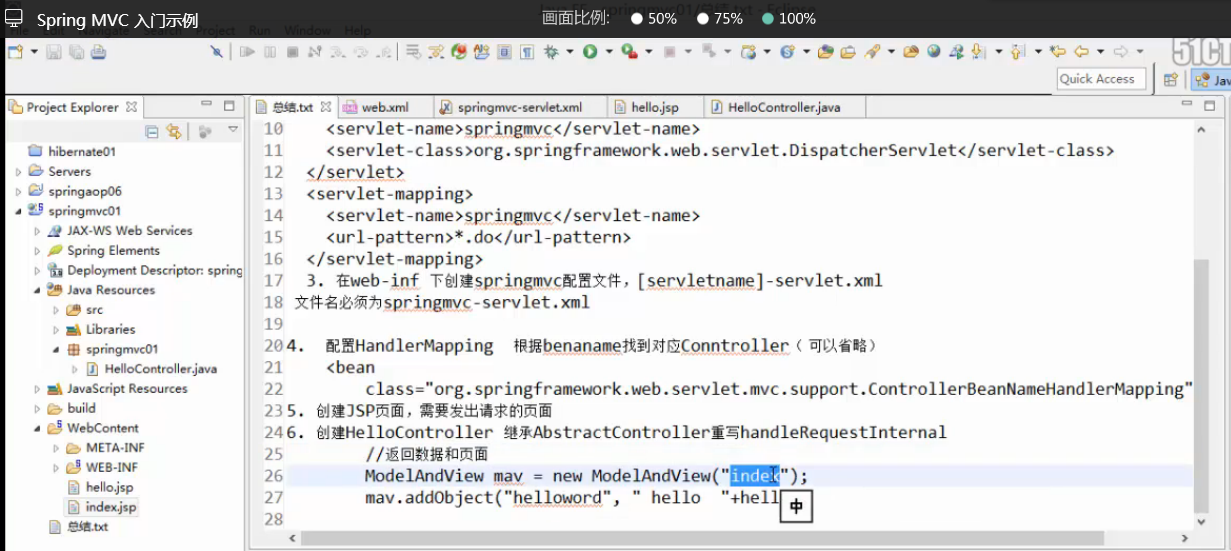 Spring MVC 入门示例
画面比例: 50% 75% 100%
Run Window Help
51CT
Quick Access
Jav
Project Explorer
总结.txt web.xml springmvc-servlet.xml hello.jsp HelloController.java
hibernate01
Servers
springaop06
springmvc01
JAX-WS Web Services
Spring Elements
Deployment Descriptor: spring
Java Resources
src
Libraries
springmvc01
HelloController.java
JavaScript Resources
build
WebContent
META-INF
WEB-INF
hello.jsp
index.jsp
总结.txt
10 <servlet-name>springmvc</servlet-name>
11 <servlet-class>org.springframework.web.servlet.DispatcherServlet</servlet-class>
12 </servlet>
13 <servlet-mapping>
14 <servlet-name>springmvc</servlet-name>
15 <url-pattern>*.do</url-pattern>
16 </servlet-mapping>
17 3. 在web-inf 下创建springmvc配置文件，[servletname]-servlet.xml
18 文件名必须为springmvc-servlet.xml
19
20 4. 配置HandlerMapping 根据benaname找到对应Conntroller（ 可以省略）
21 <bean
22 class="org.springframework.web.servlet.mvc.support.ControllerBeanNameHandlerMapping"
23 5. 创建JSP页面，需要发出请求的页面
24 6. 创建HelloController 继承AbstractController重写handleRequestInternal
25 //返回数据和页面
26 ModelAndView mav = new ModelAndView("index");
27 mav.addObject("helloword", " hello "+hell
中
28